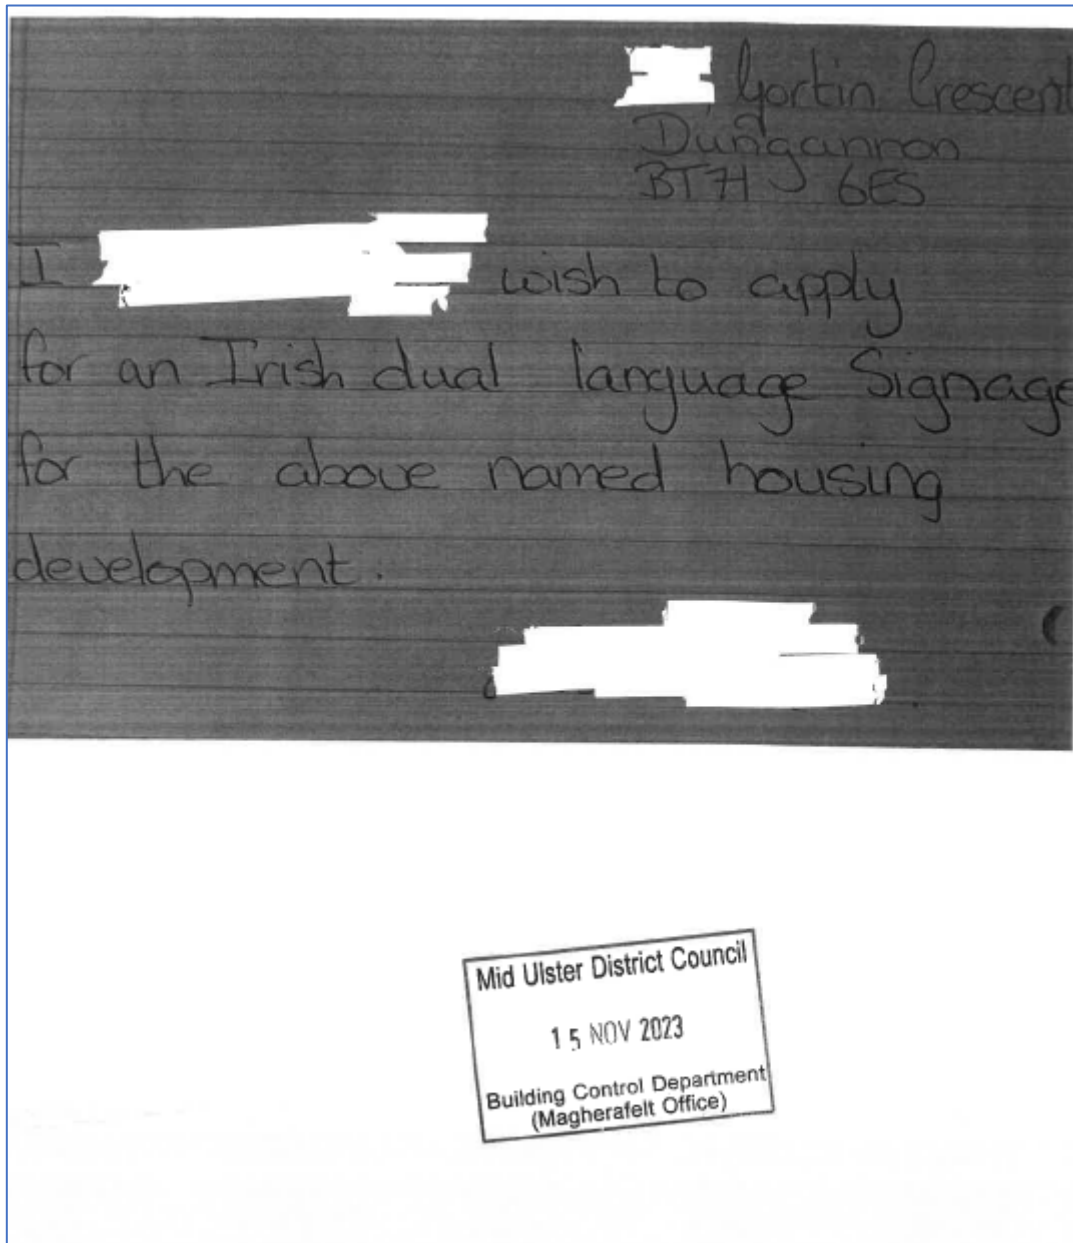 Gortin Crescent
Dungannon
BT71 6ES
I wish to apply
for an Irish dual language Signage
for the above named housing
development.
Mid Ulster District Council
15 NOV 2023
Building Control Department
(Magherafelt Office)